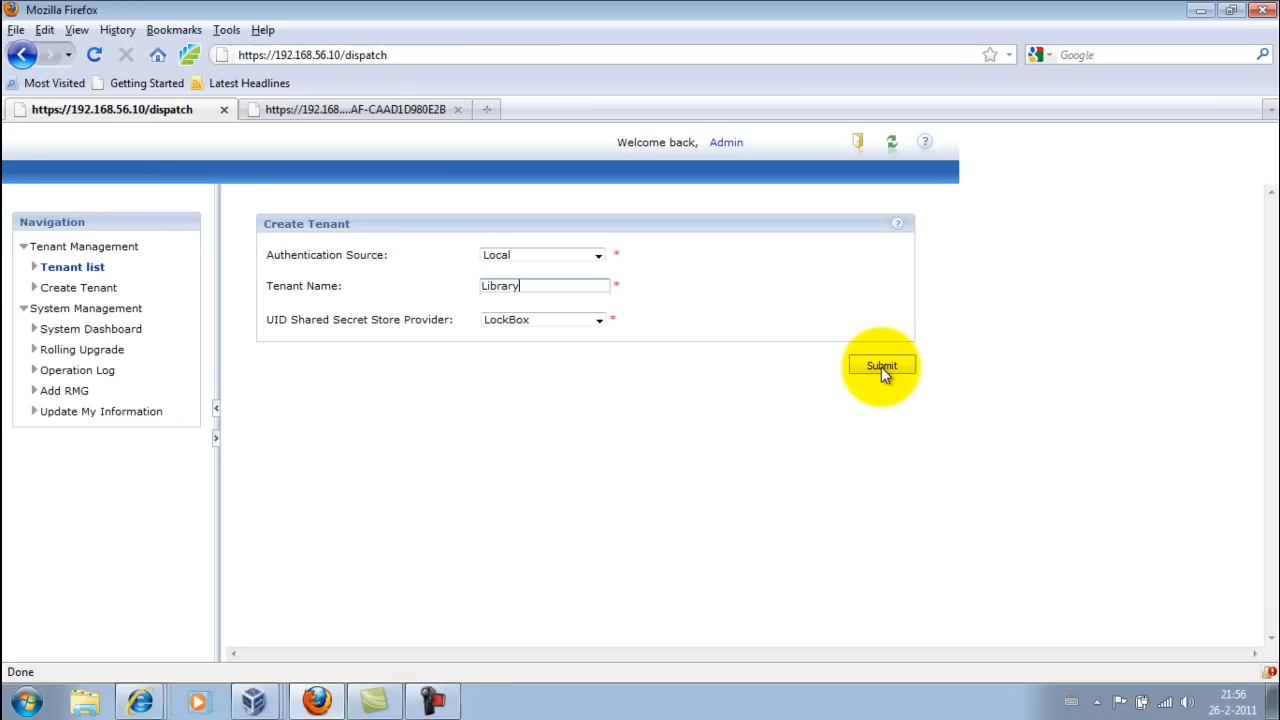 Mozilla Firefox
File Edit View History Bookmarks Tools Help
https://192.168.56.10/dispatch
Google
Most Visited Getting Started Latest Headlines
https://192.168.56.10/dispatch
https://192.168....AF-CAAD1D980E2B
Welcome back, Admin
Navigation
Tenant Management
Tenant list
Create Tenant
System Management
System Dashboard
Rolling Upgrade
Operation Log
Add RMG
Update My Information
Create Tenant
Authentication Source: Local *
Tenant Name: Library *
UID Shared Secret Store Provider: LockBox *
Submit
Done
21:56
26-2-2011